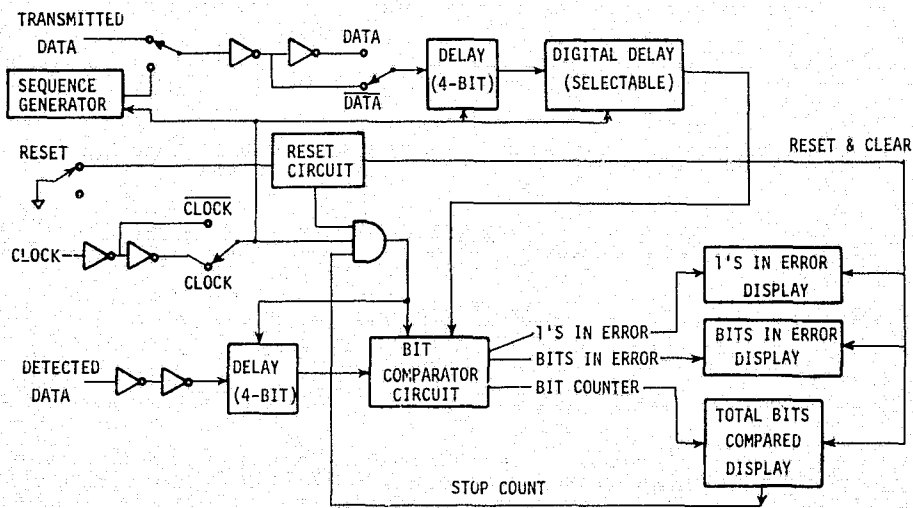 TRANSMITTED
DATA
SEQUENCE
GENERATOR
DATA
DATA
DELAY
(4-BIT)
DIGITAL DELAY
(SELECTABLE)
RESET
RESET
CIRCUIT
RESET & CLEAR
CLOCK
CLOCK
CLOCK
1'S IN ERROR
DISPLAY
1'S IN ERROR
BITS IN ERROR
BIT COUNTER
BITS IN ERROR
DISPLAY
DETECTED
DATA
DELAY
(4-BIT)
BIT
COMPARATOR
CIRCUIT
TOTAL BITS
COMPARED
DISPLAY
STOP COUNT